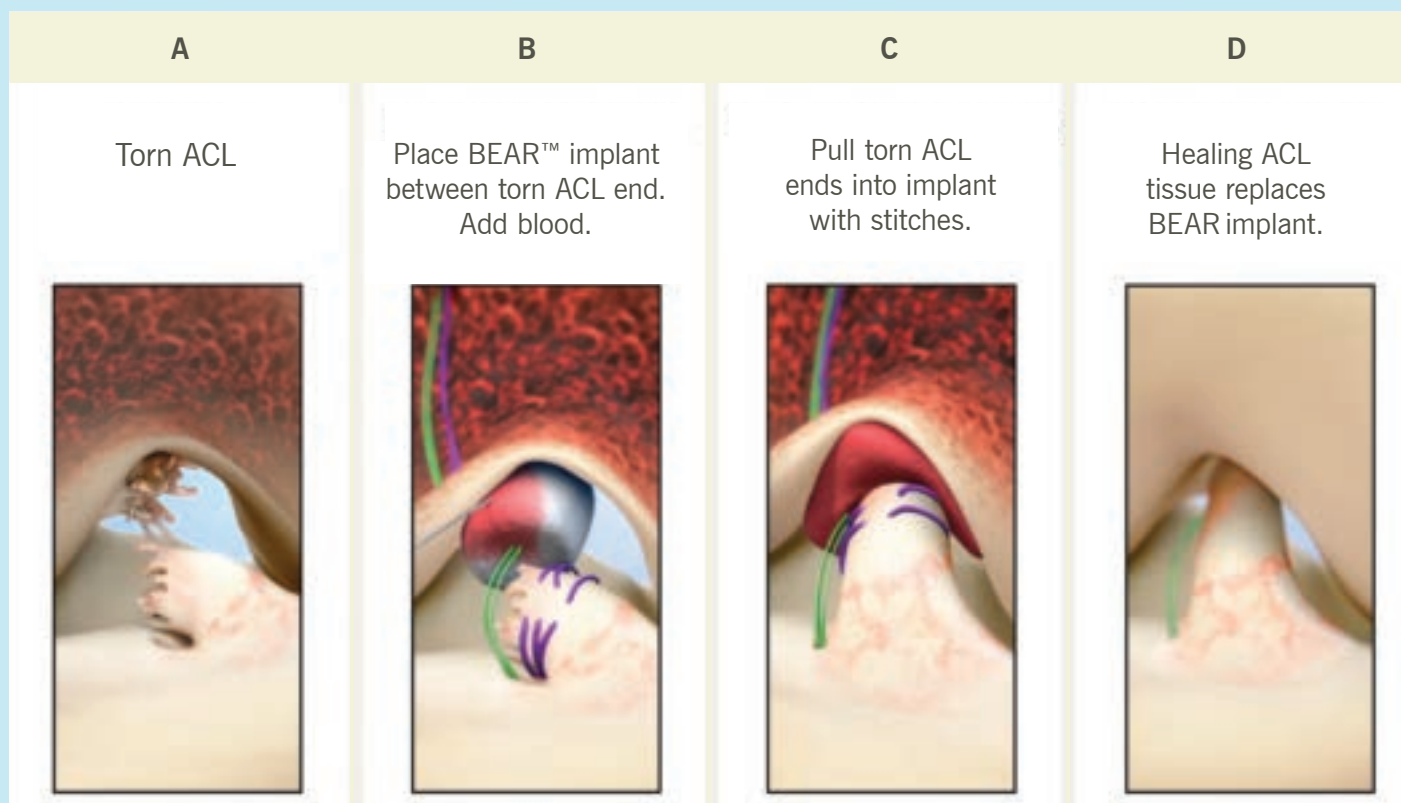 A
B
C
D
Torn ACL
Place BEAR™ implant
between torn ACL end.
Add blood.
Pull torn ACL
ends into implant
with stitches.
Healing ACL
tissue replaces
BEAR implant.